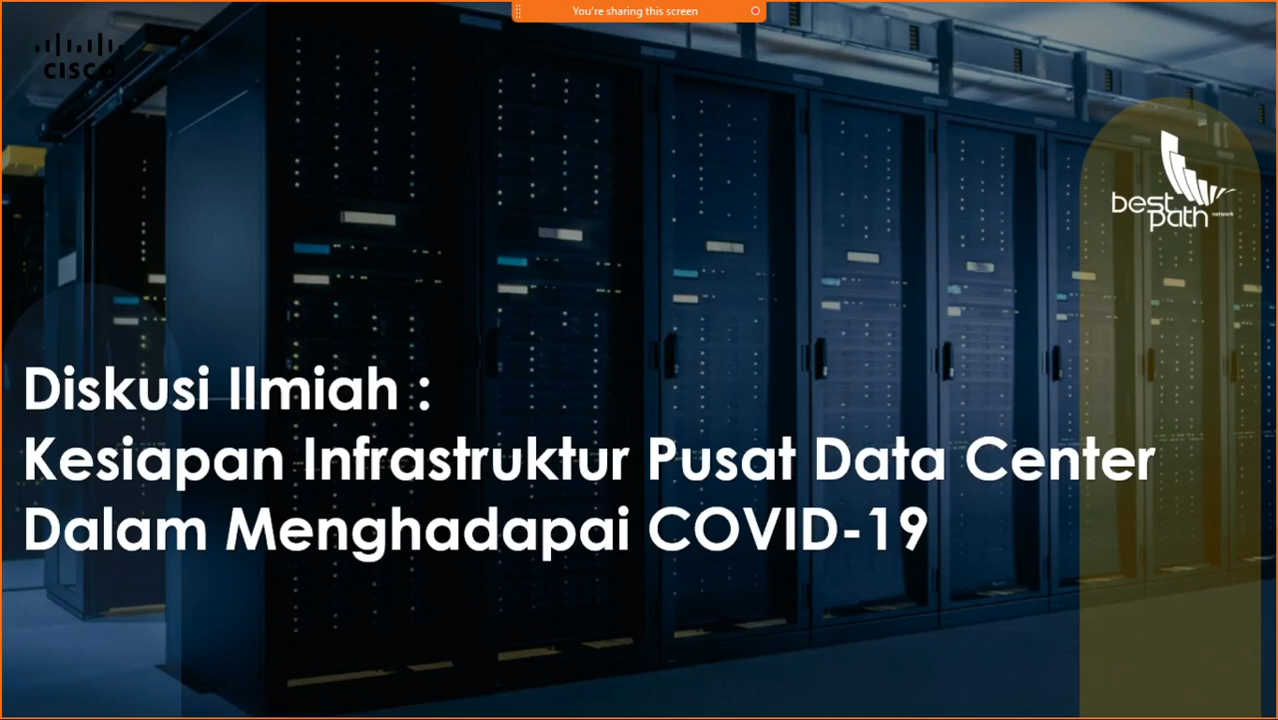 You're sharing this screen
CISCO
best
path
network
Diskusi Ilmiah :
Kesiapan Infrastruktur Pusat Data Center
Dalam Menghadapai COVID-19